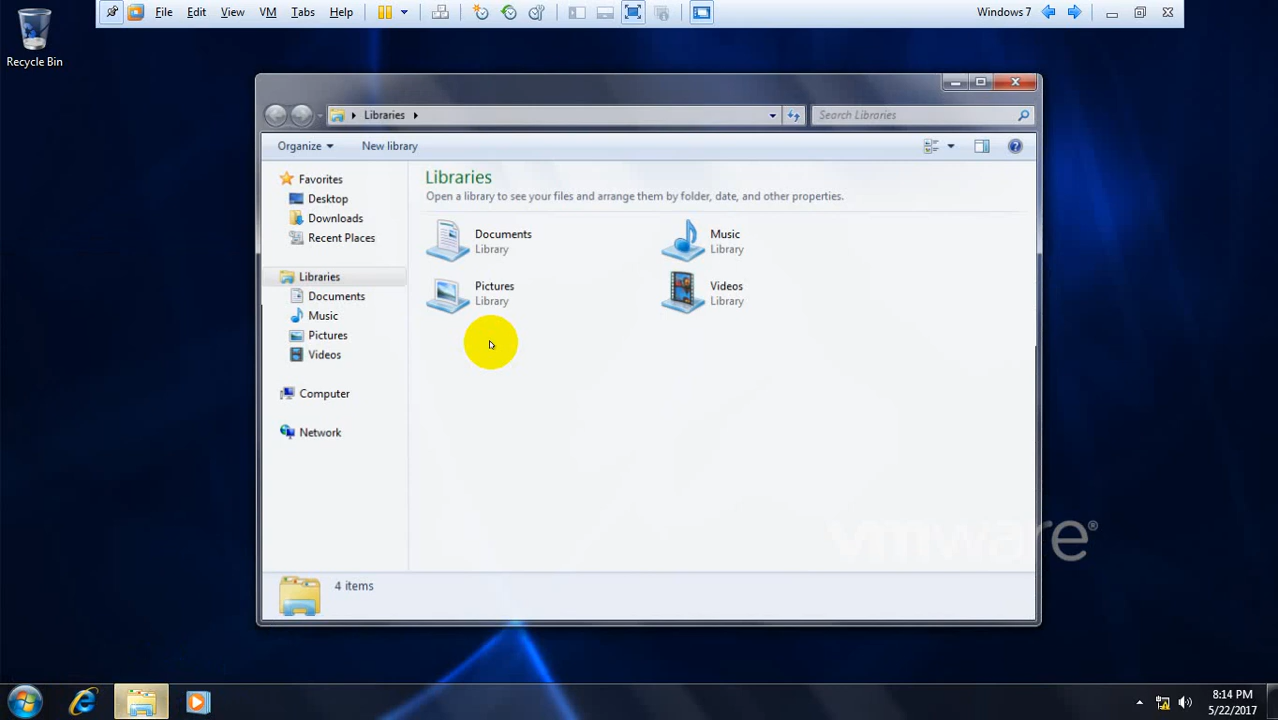 File Edit View VM Tabs Help
Windows 7
Recycle Bin
Libraries
Search Libraries
Organize New library
Favorites
Desktop
Downloads
Recent Places
Libraries
Documents
Music
Pictures
Videos
Computer
Network
Libraries
Open a library to see your files and arrange them by folder, date, and other properties.
Documents
Library
Music
Library
Pictures
Library
Videos
Library
vmware®
4 items
8:14 PM
5/22/2017